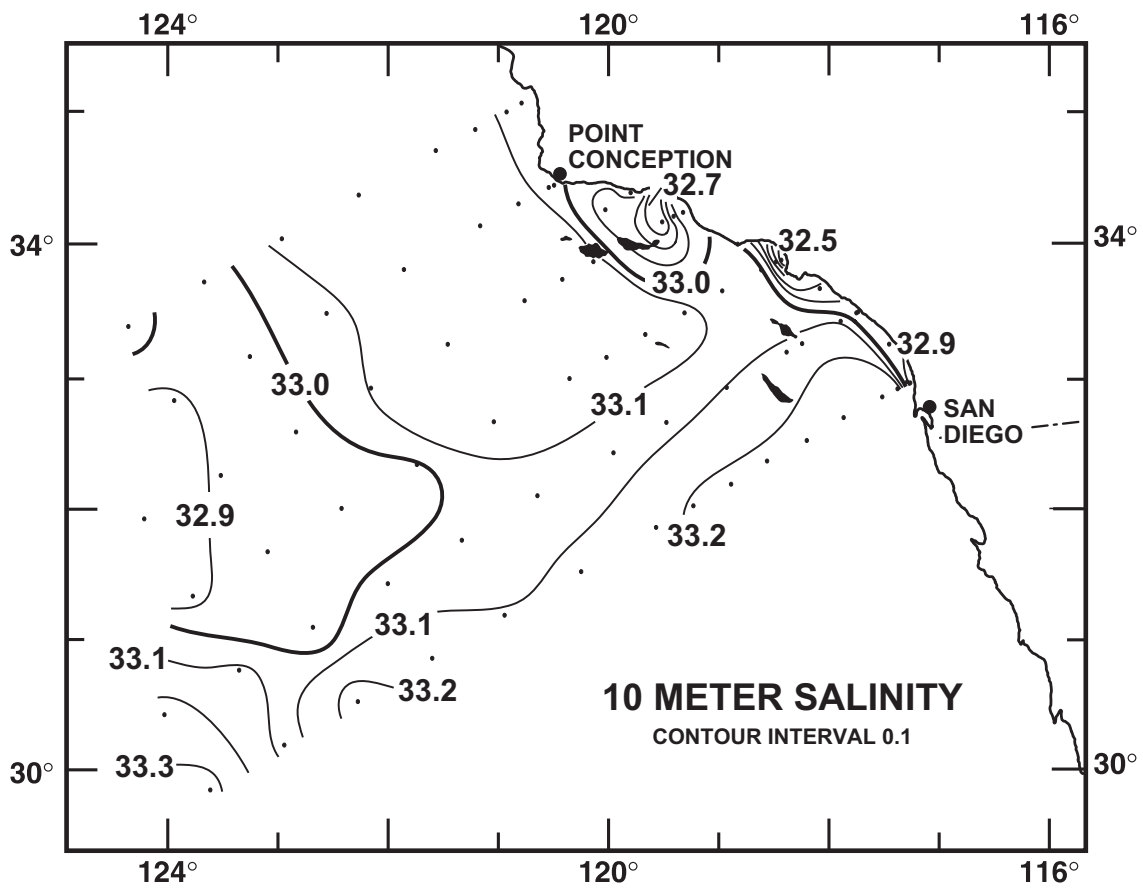 124° 120° 116°
POINT
CONCEPTION
32.7
34° 32.5 34°
33.0
32.9
33.0
33.1
SAN
DIEGO
32.9
33.2
33.1
33.1
33.2
10 METER SALINITY
CONTOUR INTERVAL 0.1
30° 33.3 30°
124° 120° 116°